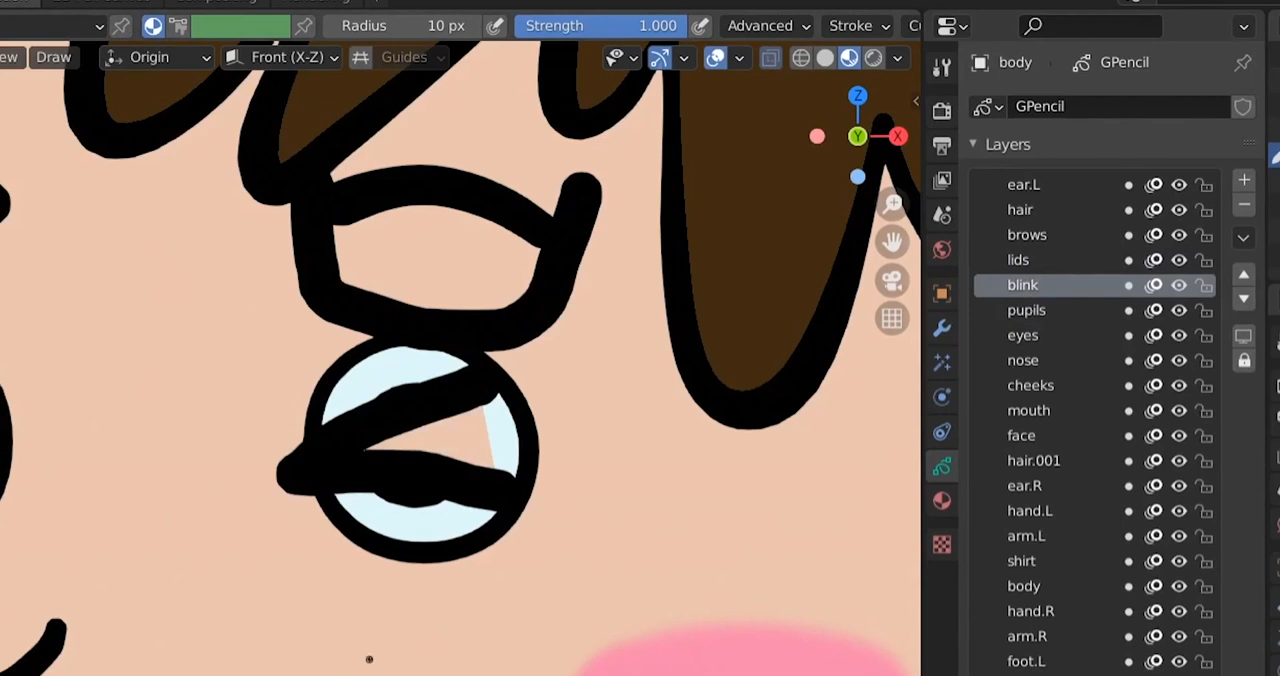 Radius 10 px Strength 1.000 Advanced Stroke
Draw Origin Front (X-Z) Guides
Z
Y X
body GPencil
GPencil
Layers
ear.L
hair
brows
lids
blink
pupils
eyes
nose
cheeks
mouth
face
hair.001
ear.R
hand.L
arm.L
shirt
body
hand.R
arm.R
foot.L